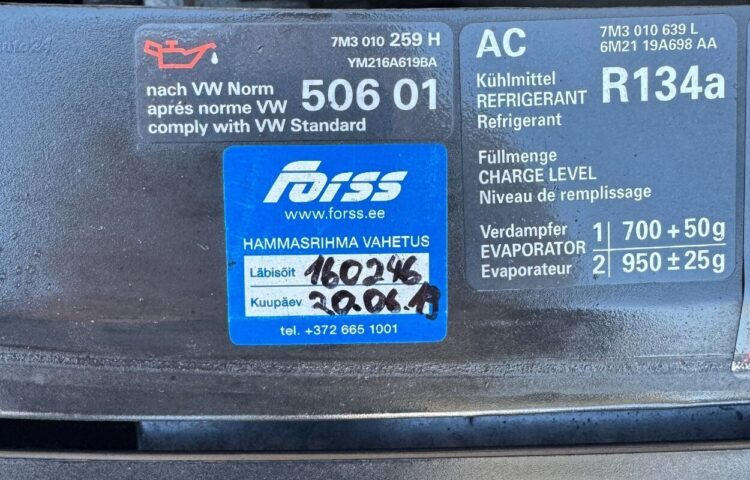 7M3 010 259 H
YM216A619BA
nach VW Norm
aprés norme VW 506 01
comply with VW Standard
AC
7M3 010 639 L
6M21 19A698 AA
Kühlmittel
REFRIGERANT R134a
Refrigerant
Füllmenge
CHARGE LEVEL
Niveau de remplissage
Verdampfer 1 700 + 50g
EVAPORATOR
Evaporateur 2 950 ± 25g
Forss
www.forss.ee
HAMMASRIHMA VAHETUS
Läbisõit 160246
Kuupäev 20.06.19
tel. +372 665 1001